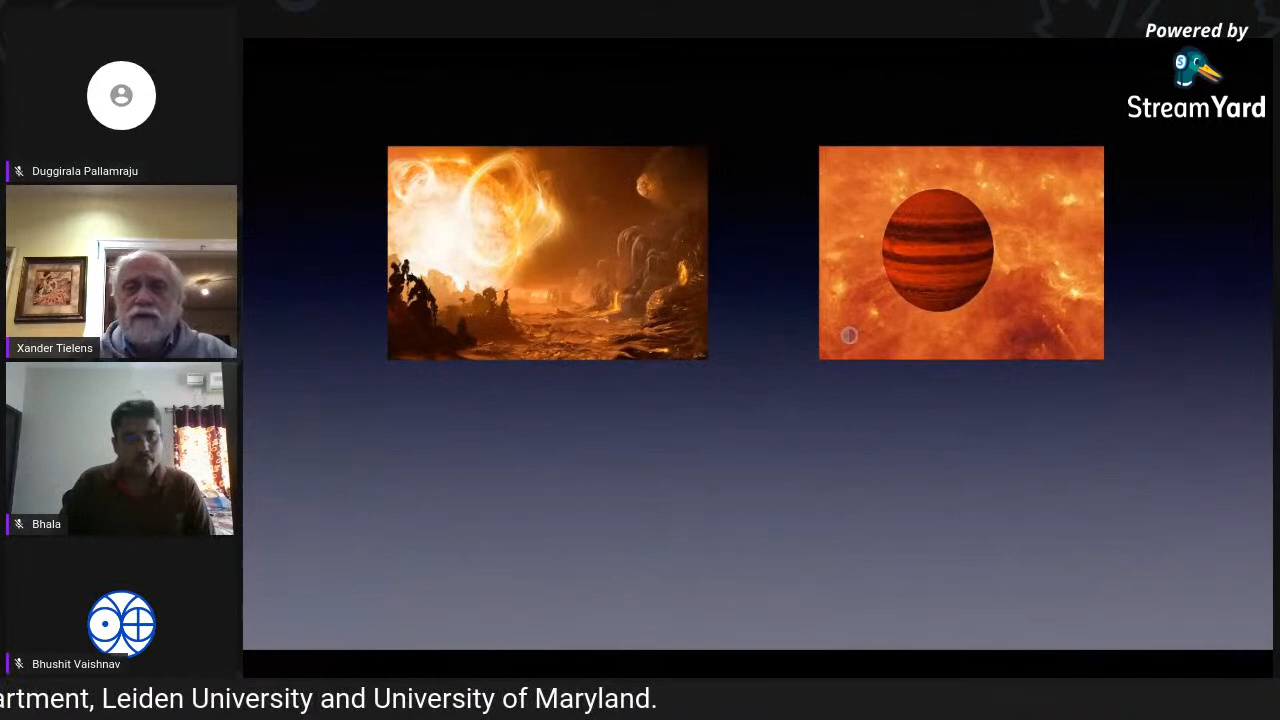 Powered by
StreamYard
Duggirala Pallamraju
Xander Tielens
Bhala
Bhushit Vaishnav
artment, Leiden University and University of Maryland.